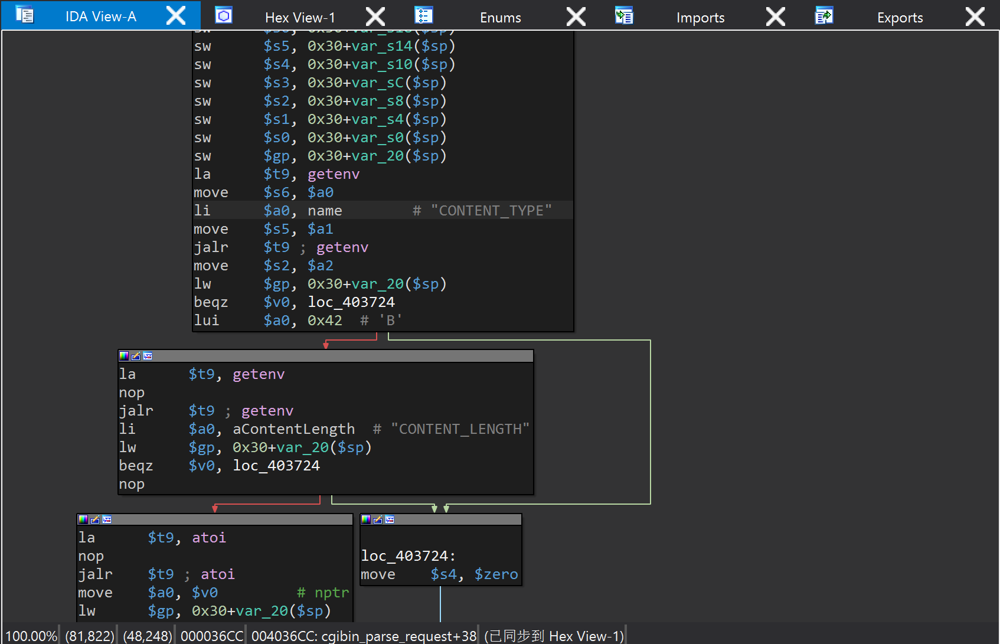 IDA View-A Hex View-1 Enums Imports Exports
sw $s5, 0x30+var_s14($sp)
sw $s4, 0x30+var_s10($sp)
sw $s3, 0x30+var_sC($sp)
sw $s2, 0x30+var_s8($sp)
sw $s1, 0x30+var_s4($sp)
sw $s0, 0x30+var_s0($sp)
sw $gp, 0x30+var_20($sp)
la $t9, getenv
move $s6, $a0
li $a0, name # "CONTENT_TYPE"
move $s5, $a1
jalr $t9 ; getenv
move $s2, $a2
lw $gp, 0x30+var_20($sp)
beqz $v0, loc_403724
lui $a0, 0x42 # 'B'
la $t9, getenv
nop
jalr $t9 ; getenv
li $a0, aContentLength # "CONTENT_LENGTH"
lw $gp, 0x30+var_20($sp)
beqz $v0, loc_403724
nop
la $t9, atoi
nop
jalr $t9 ; atoi
move $a0, $v0 # nptr
lw $gp, 0x30+var_20($sp)
loc_403724:
move $s4, $zero
100.00% (81,822) (48,248) 000036CC 004036CC: cgibin_parse_request+38 (已同步到 Hex View-1)